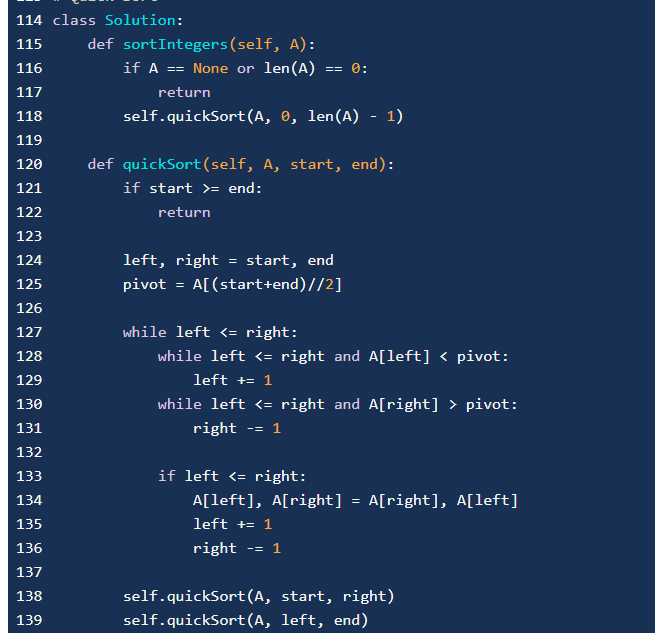 114 class Solution:
115     def sortIntegers(self, A):
116         if A == None or len(A) == 0:
117             return
118         self.quickSort(A, 0, len(A) - 1)
119
120     def quickSort(self, A, start, end):
121         if start >= end:
122             return
123
124         left, right = start, end
125         pivot = A[(start+end)//2]
126
127         while left <= right:
128             while left <= right and A[left] < pivot:
129                 left += 1
130             while left <= right and A[right] > pivot:
131                 right -= 1
132
133             if left <= right:
134                 A[left], A[right] = A[right], A[left]
135                 left += 1
136                 right -= 1
137
138         self.quickSort(A, start, right)
139         self.quickSort(A, left, end)